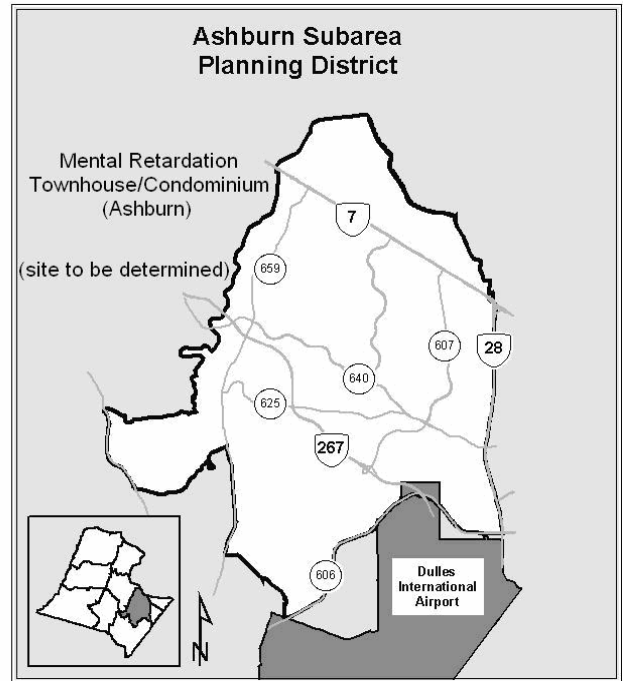 Ashburn Subarea
Planning District
Mental Retardation
Townhouse/Condominium
(Ashburn)
(site to be determined)
7
659
28
607
640
625
267
606
Dulles
International
Airport
N